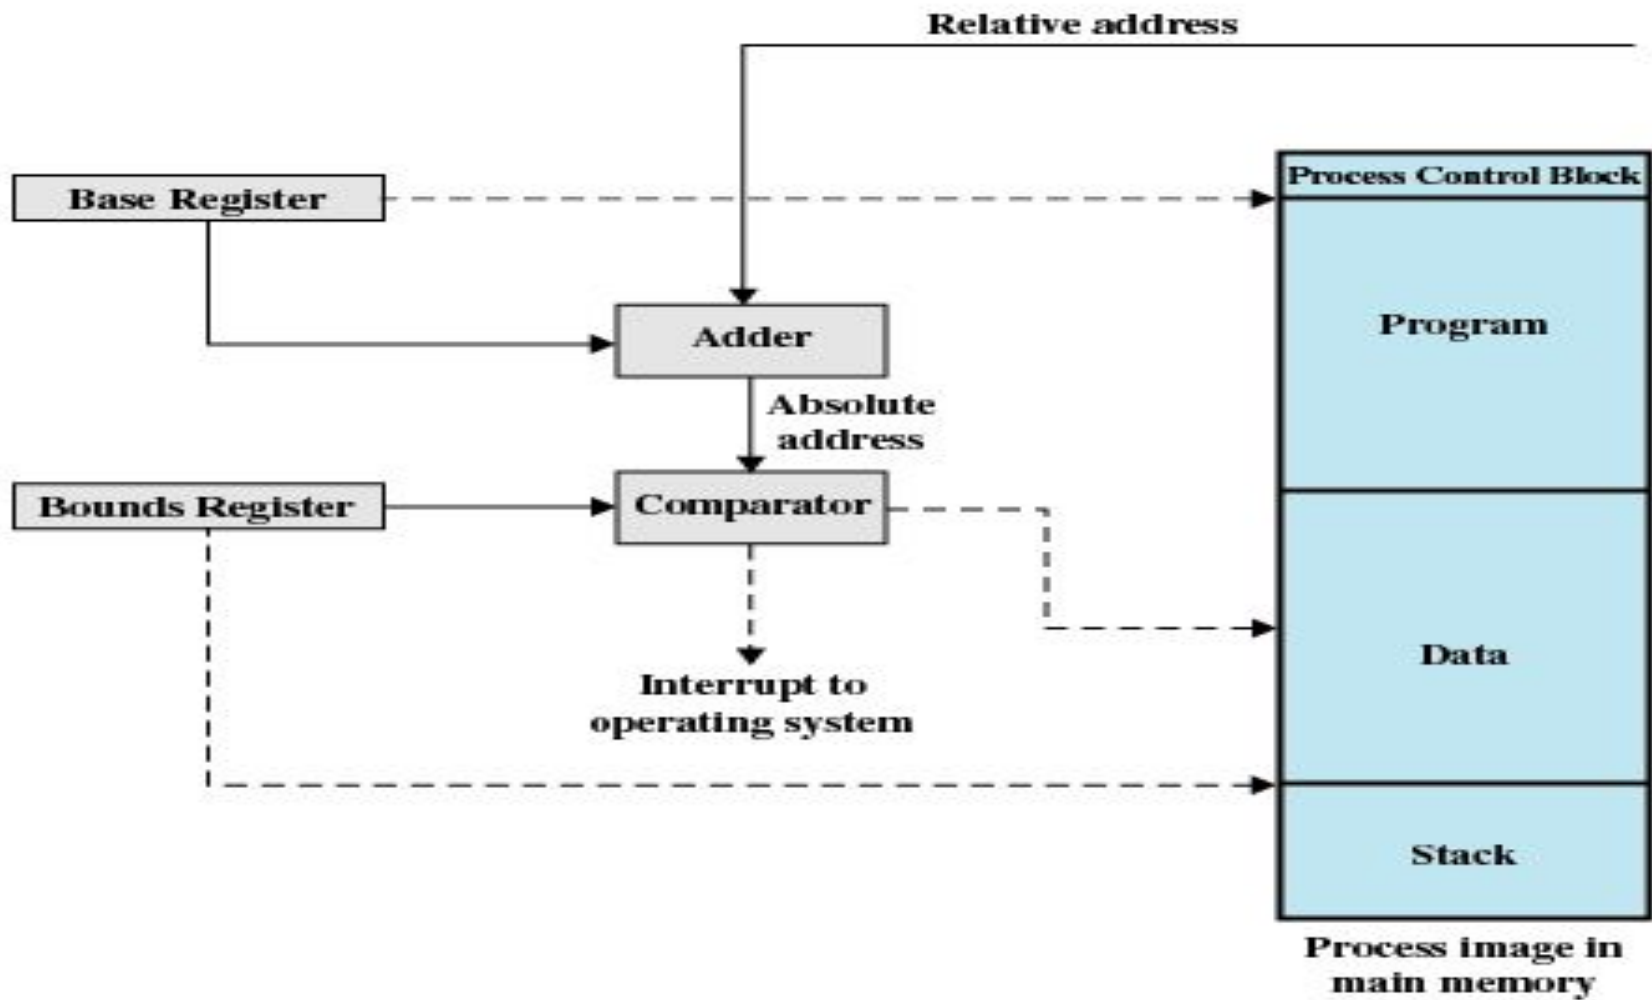 Relative address
Process Control Block
Base Register
Program
Adder
Absolute
address
Bounds Register
Comparator
Data
Interrupt to
operating system
Stack
Process image in
main memory